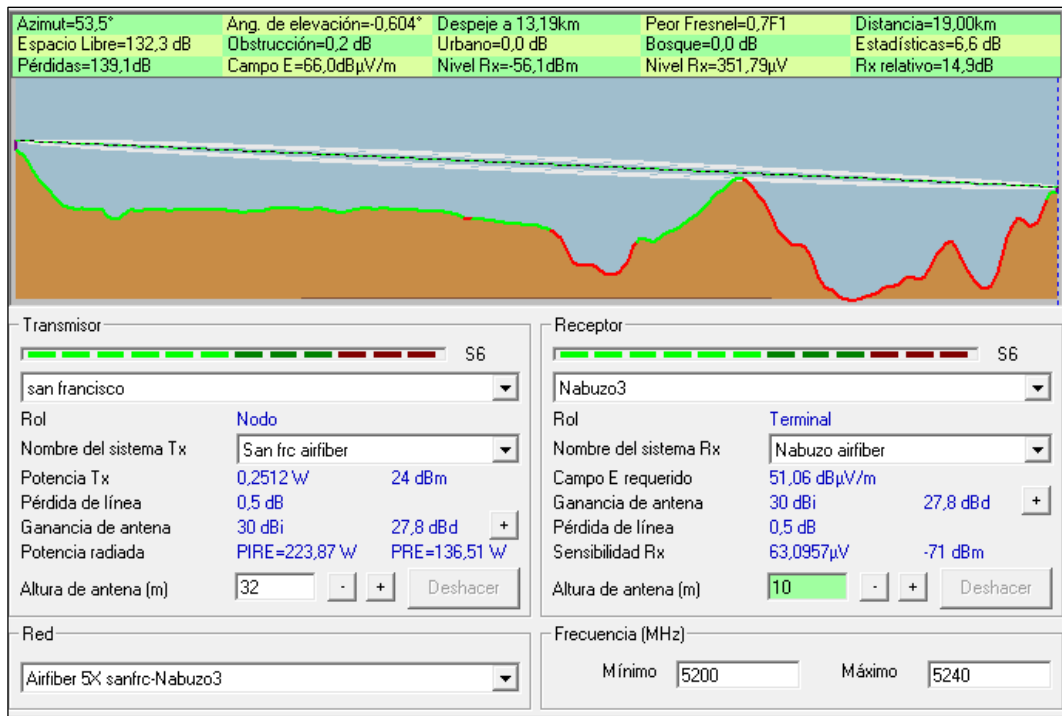 Azimut=53,5° Ang. de elevación=-0,604° Despeje a 13,19km Peor Fresnel=0,7F1 Distancia=19,00km
Espacio Libre=132,3 dB Obstrucción=0,2 dB Urbano=0,0 dB Bosque=0,0 dB Estadísticas=6,6 dB
Pérdidas=139,1dB Campo E=66,0dBµV/m Nivel Rx=-56,1dBm Nivel Rx=351,79µV Rx relativo=14,9dB
Transmisor
S6
san francisco
Rol Nodo
Nombre del sistema Tx San frc airfiber
Potencia Tx 0,2512 W 24 dBm
Pérdida de línea 0,5 dB
Ganancia de antena 30 dBi 27,8 dBd +
Potencia radiada PIRE=223,87 W PRE=136,51 W
Altura de antena (m) 32 - + Deshacer
Receptor
S6
Nabuzo3
Rol Terminal
Nombre del sistema Rx Nabuzo airfiber
Campo E requerido 51,06 dBµV/m
Ganancia de antena 30 dBi 27,8 dBd +
Pérdida de línea 0,5 dB
Sensibilidad Rx 63,0957µV -71 dBm
Altura de antena (m) 10 - + Deshacer
Red
Airfiber 5X sanfrc-Nabuzo3
Frecuencia (MHz)
Mínimo 5200 Máximo 5240